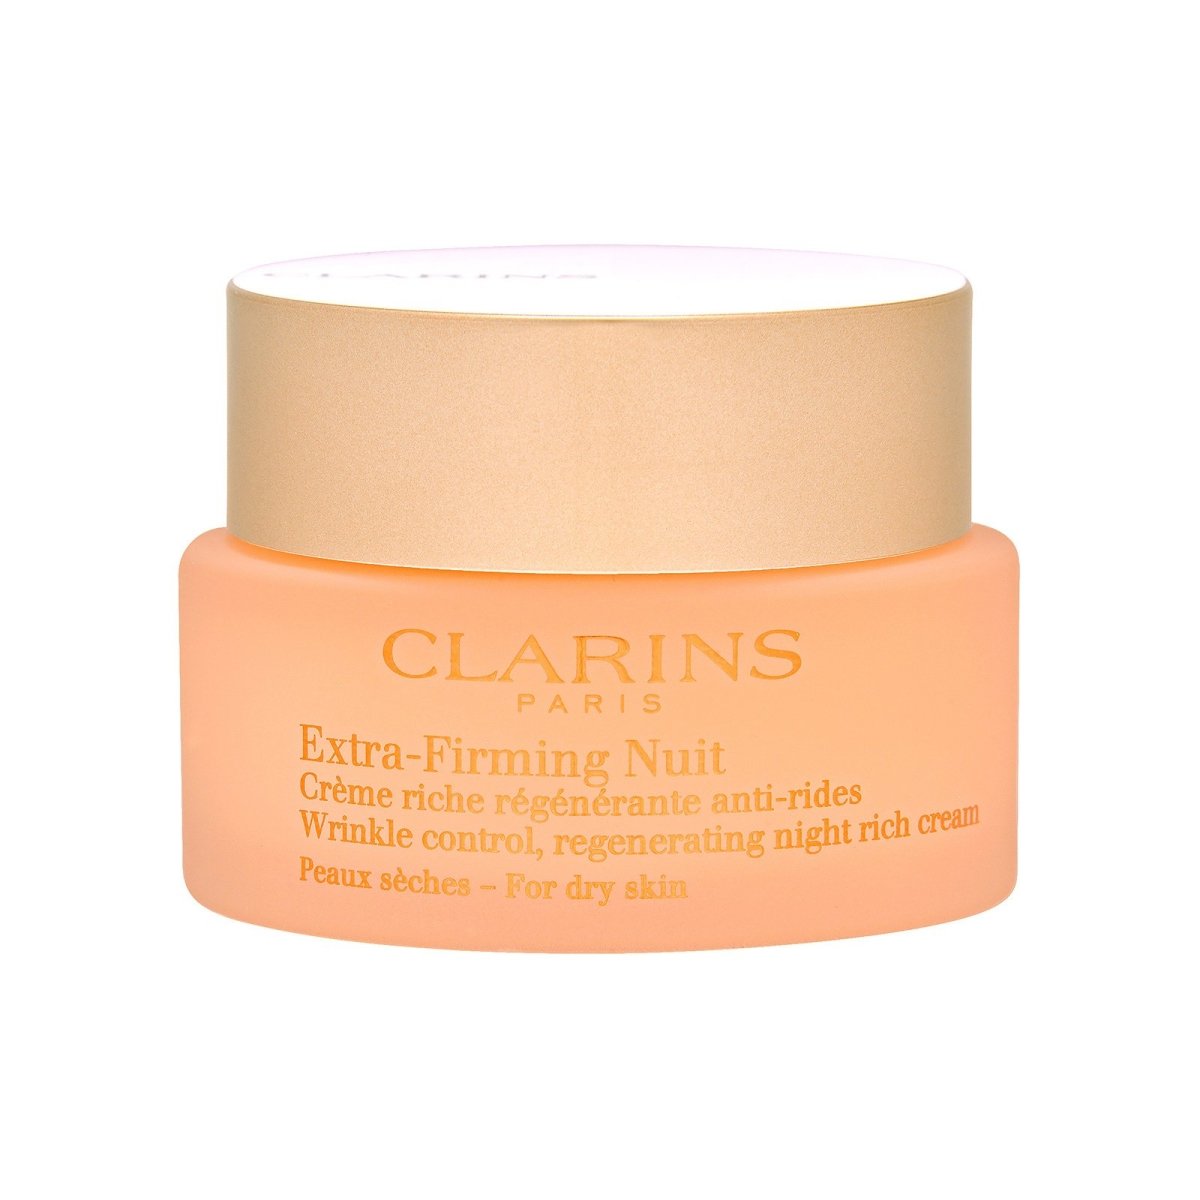 CLARINS
CLARINS
PARIS
Extra-Firming Nuit
Crème riche régénérante anti-rides
Wrinkle control, regenerating night rich cream
Peaux sèches – For dry skin